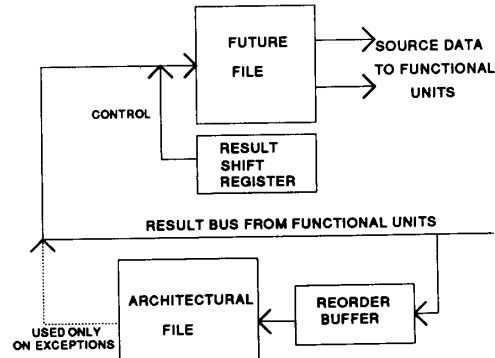 FUTURE
FILE
SOURCE DATA
TO FUNCTIONAL
UNITS
CONTROL
RESULT
SHIFT
REGISTER
RESULT BUS FROM FUNCTIONAL UNITS
ARCHITECTURAL
FILE
REORDER
BUFFER
USED ONLY
ON EXCEPTIONS